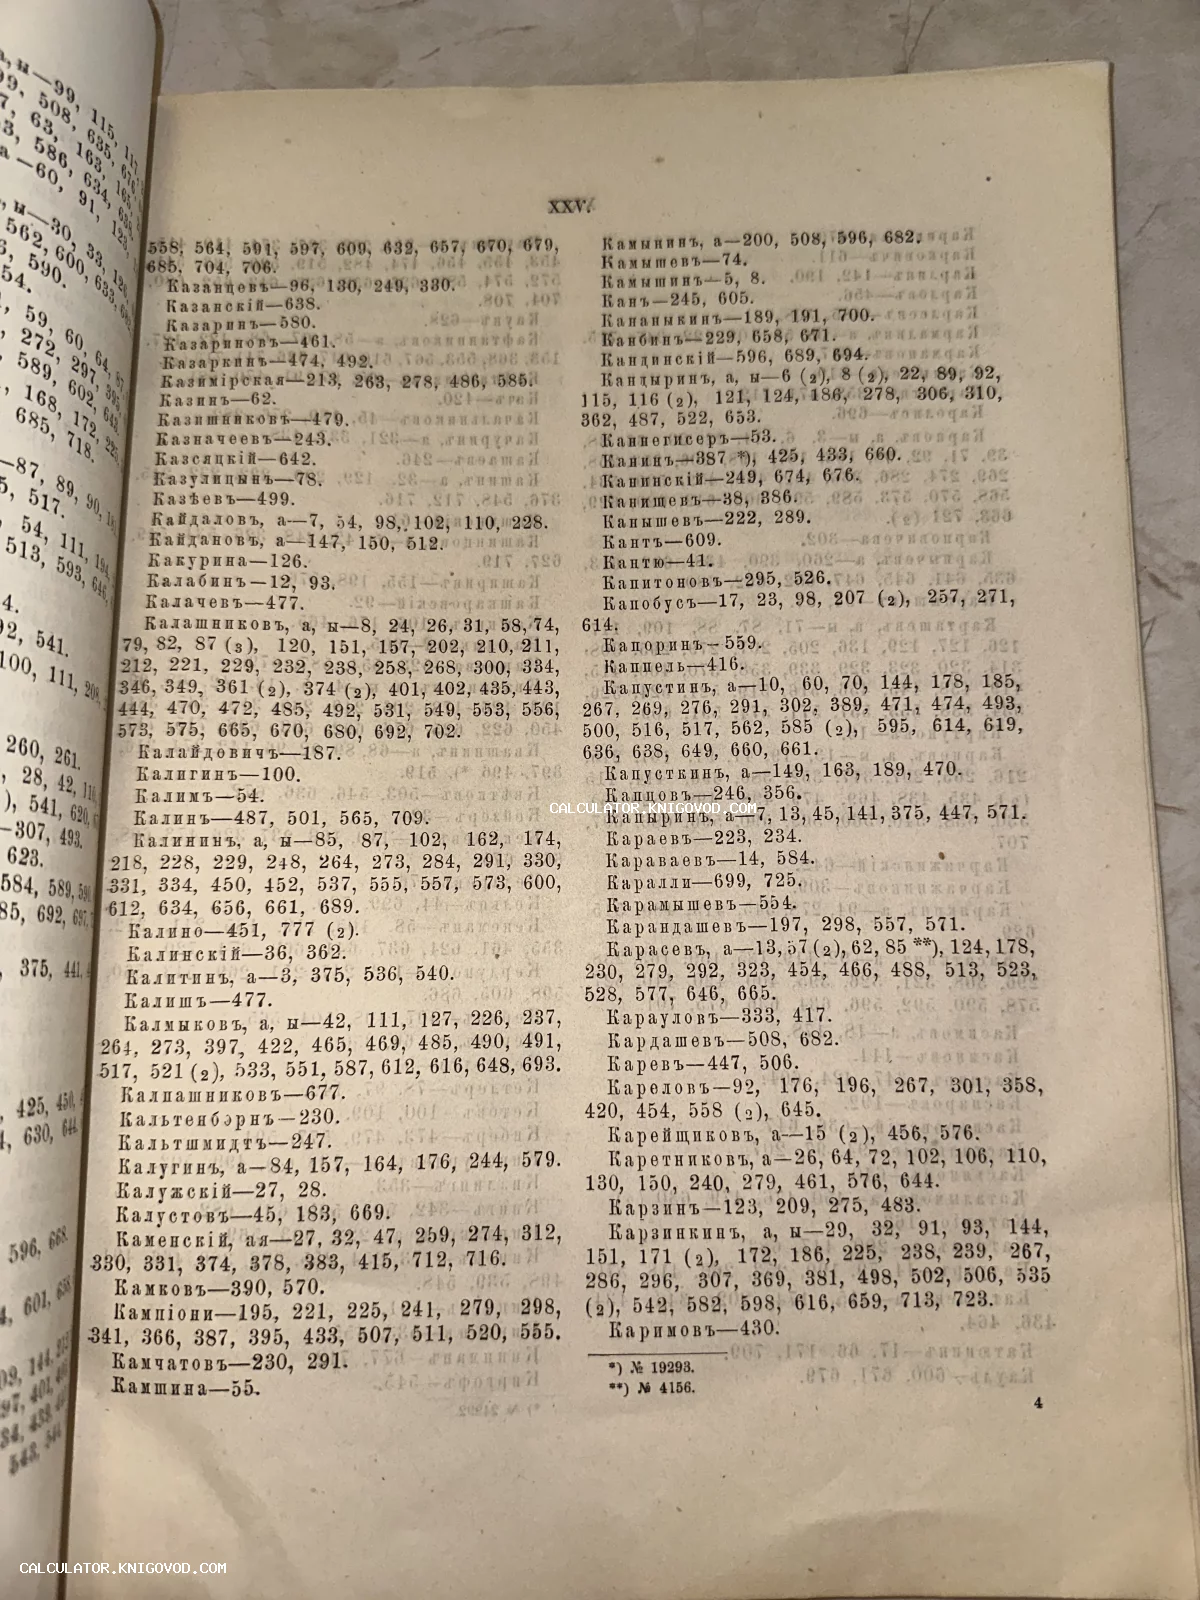 XXV.
558, 564, 591, 597, 609, 632, 657, 670, 679,
685, 704, 706.
Казанцевъ—96, 130, 249, 330.
Казанскій—638.
Казаринъ—580.
Казариновъ—461.
Казаркинъ—474, 492.
Казимірская—213, 263, 278, 486, 585.
Казинъ—62.
Казишниковъ—479.
Казначеевъ—243.
Казсяцкій—642.
Казулицынъ—78.
Казѣевъ—499.
Кайдаловъ, а—7, 54, 98, 102, 110, 228.
Кайдановъ, а—147, 150, 512.
Какурина—126.
Калабинъ—12, 93.
Калачевъ—477.
Калашниковъ, а, ы—8, 24, 26, 31, 58, 74,
79, 82, 87 (3), 120, 151, 157, 202, 210, 211,
212, 221, 229, 232, 238, 258, 268, 300, 334,
346, 349, 361 (2), 374 (2), 401, 402, 435, 443,
444, 470, 472, 485, 492, 531, 549, 553, 556,
573, 575, 665, 670, 680, 692, 702.
Калайдовичъ—187.
Калигинъ—100.
Калимъ—54.
Калинъ—487, 501, 565, 709.
Калининъ, а, ы—85, 87, 102, 162, 174,
218, 228, 229, 248, 264, 273, 284, 291, 330,
331, 334, 450, 452, 537, 555, 557, 573, 600,
612, 634, 656, 661, 689.
Калино—451, 777 (2).
Калинскій—36, 362.
Калитинъ, а—3, 375, 536, 540.
Калишъ—477.
Калмыковъ, а, ы—42, 111, 127, 226, 237,
264, 273, 397, 422, 465, 469, 485, 490, 491,
517, 521 (2), 533, 551, 587, 612, 616, 648, 693.
Калпашниковъ—677.
Кальтенбэрнъ—230.
Кальтшмидтъ—247.
Калугинъ, а—84, 157, 164, 176, 244, 579.
Калужскій—27, 28.
Калустовъ—45, 183, 669.
Каменскій, ая—27, 32, 47, 259, 274, 312,
330, 331, 374, 378, 383, 415, 712, 716.
Камковъ—390, 570.
Кампіони—195, 221, 225, 241, 279, 298,
341, 366, 387, 395, 433, 507, 511, 520, 555.
Камчатовъ—230, 291.
Камшина—55.
Камынинъ, а—200, 508, 596, 682.
Камышевъ—74.
Камышинъ—5, 8.
Канъ—245, 605.
Кананыкинъ—189, 191, 700.
Канбинъ—229, 658, 671.
Кандинскій—596, 689, 694.
Кандыринъ, а, ы—6 (2), 8 (2), 22, 89, 92,
115, 116 (2), 121, 124, 186, 278, 306, 310,
362, 487, 522, 653.
Каннегисеръ—53.
Канинъ—387 *), 425, 433, 660.
Канинскій—249, 674, 676.
Канищевъ—38, 386.
Канышевъ—222, 289.
Кантъ—609.
Кантю—41.
Капитоновъ—295, 526.
Капобусъ—17, 23, 98, 207 (2), 257, 271,
614.
Капоринъ—559.
Каппель—416.
Капустинъ, а—10, 60, 70, 144, 178, 185,
267, 269, 276, 291, 302, 389, 471, 474, 493,
500, 516, 517, 562, 585 (2), 595, 614, 619,
636, 638, 649, 660, 661.
Капусткинъ, а—149, 163, 189, 470.
Капцовъ—246, 356.
Капыринъ, а—7, 13, 45, 141, 375, 447, 571.
Караевъ—223, 234.
Караваевъ—14, 584.
Каралли—699, 725.
Карамышевъ—554.
Карандашевъ—197, 298, 557, 571.
Карасевъ, а—13, 57 (2), 62, 85 **), 124, 178,
230, 279, 292, 323, 454, 466, 488, 513, 523,
528, 577, 646, 665.
Карауловъ—333, 417.
Кардашевъ—508, 682.
Каревъ—447, 506.
Кареловъ—92, 176, 196, 267, 301, 358,
420, 454, 558 (2), 645.
Карейщиковъ, а—15 (2), 456, 576.
Каретниковъ, а—26, 64, 72, 102, 106, 110,
130, 150, 240, 279, 461, 576, 644.
Карзинъ—123, 209, 275, 483.
Карзинкинъ, а, ы—29, 32, 91, 93, 144,
151, 171 (2), 172, 186, 225, 238, 239, 267,
286, 296, 307, 369, 381, 498, 502, 506, 535
(2), 542, 582, 598, 616, 659, 713, 723.
Каримовъ—430.
*) № 19293.
**) № 4156.
4
CALCULATOR.KNIGOVOD.COM
CALCULATOR.KNIGOVOD.COM